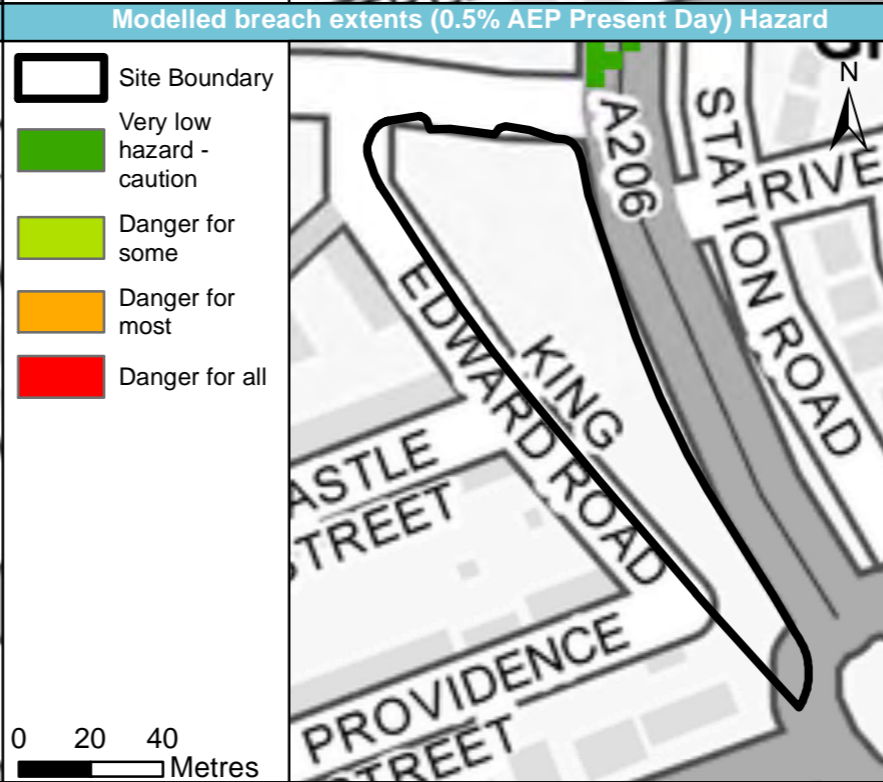 Modelled breach extents (0.5% AEP Present Day) Hazard
Site Boundary
Very low
hazard -
caution
Danger for
some
Danger for
most
Danger for all
0 20 40
Metres
N
A206
STATION ROAD
RIVE
KING
EDWARD ROAD
ASTLE
STREET
PROVIDENCE
STREET